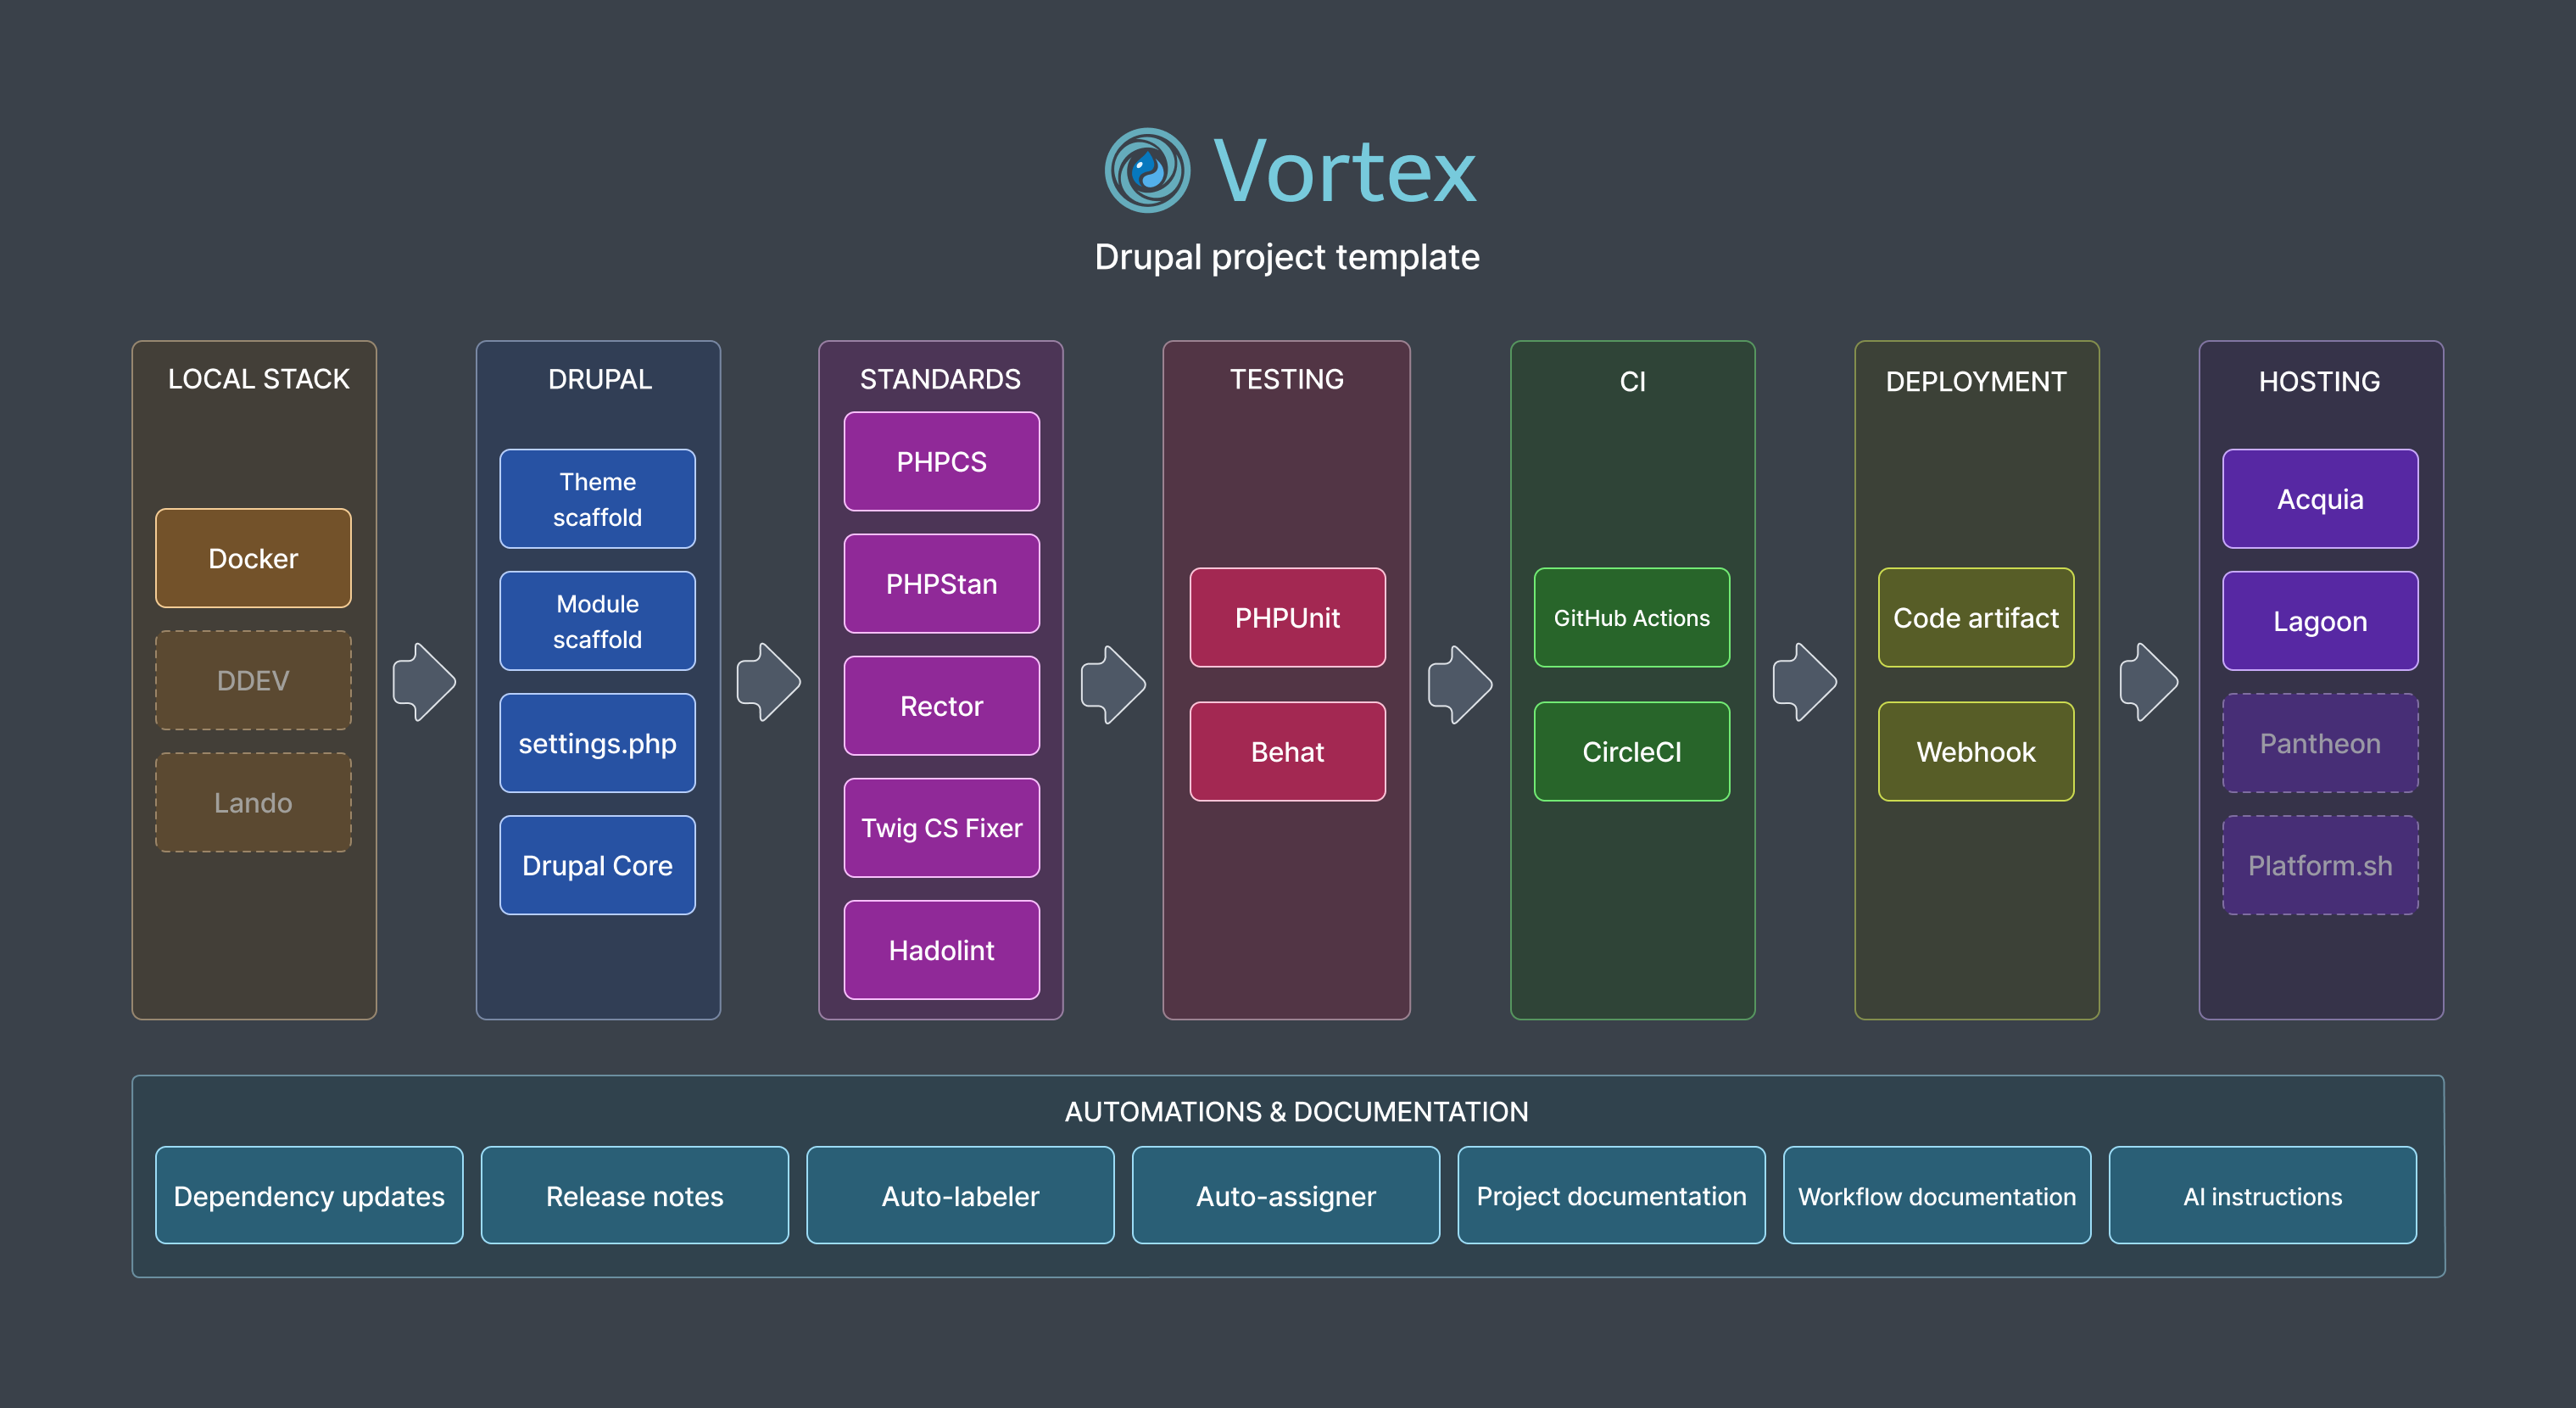 Vortex
Drupal project template
LOCAL STACK
Docker
DDEV
Lando
DRUPAL
Theme
scaffold
Module
scaffold
settings.php
Drupal Core
STANDARDS
PHPCS
PHPStan
Rector
Twig CS Fixer
Hadolint
TESTING
PHPUnit
Behat
CI
GitHub Actions
CircleCI
DEPLOYMENT
Code artifact
Webhook
HOSTING
Acquia
Lagoon
Pantheon
Platform.sh
AUTOMATIONS & DOCUMENTATION
Dependency updates
Release notes
Auto-labeler
Auto-assigner
Project documentation
Workflow documentation
AI instructions